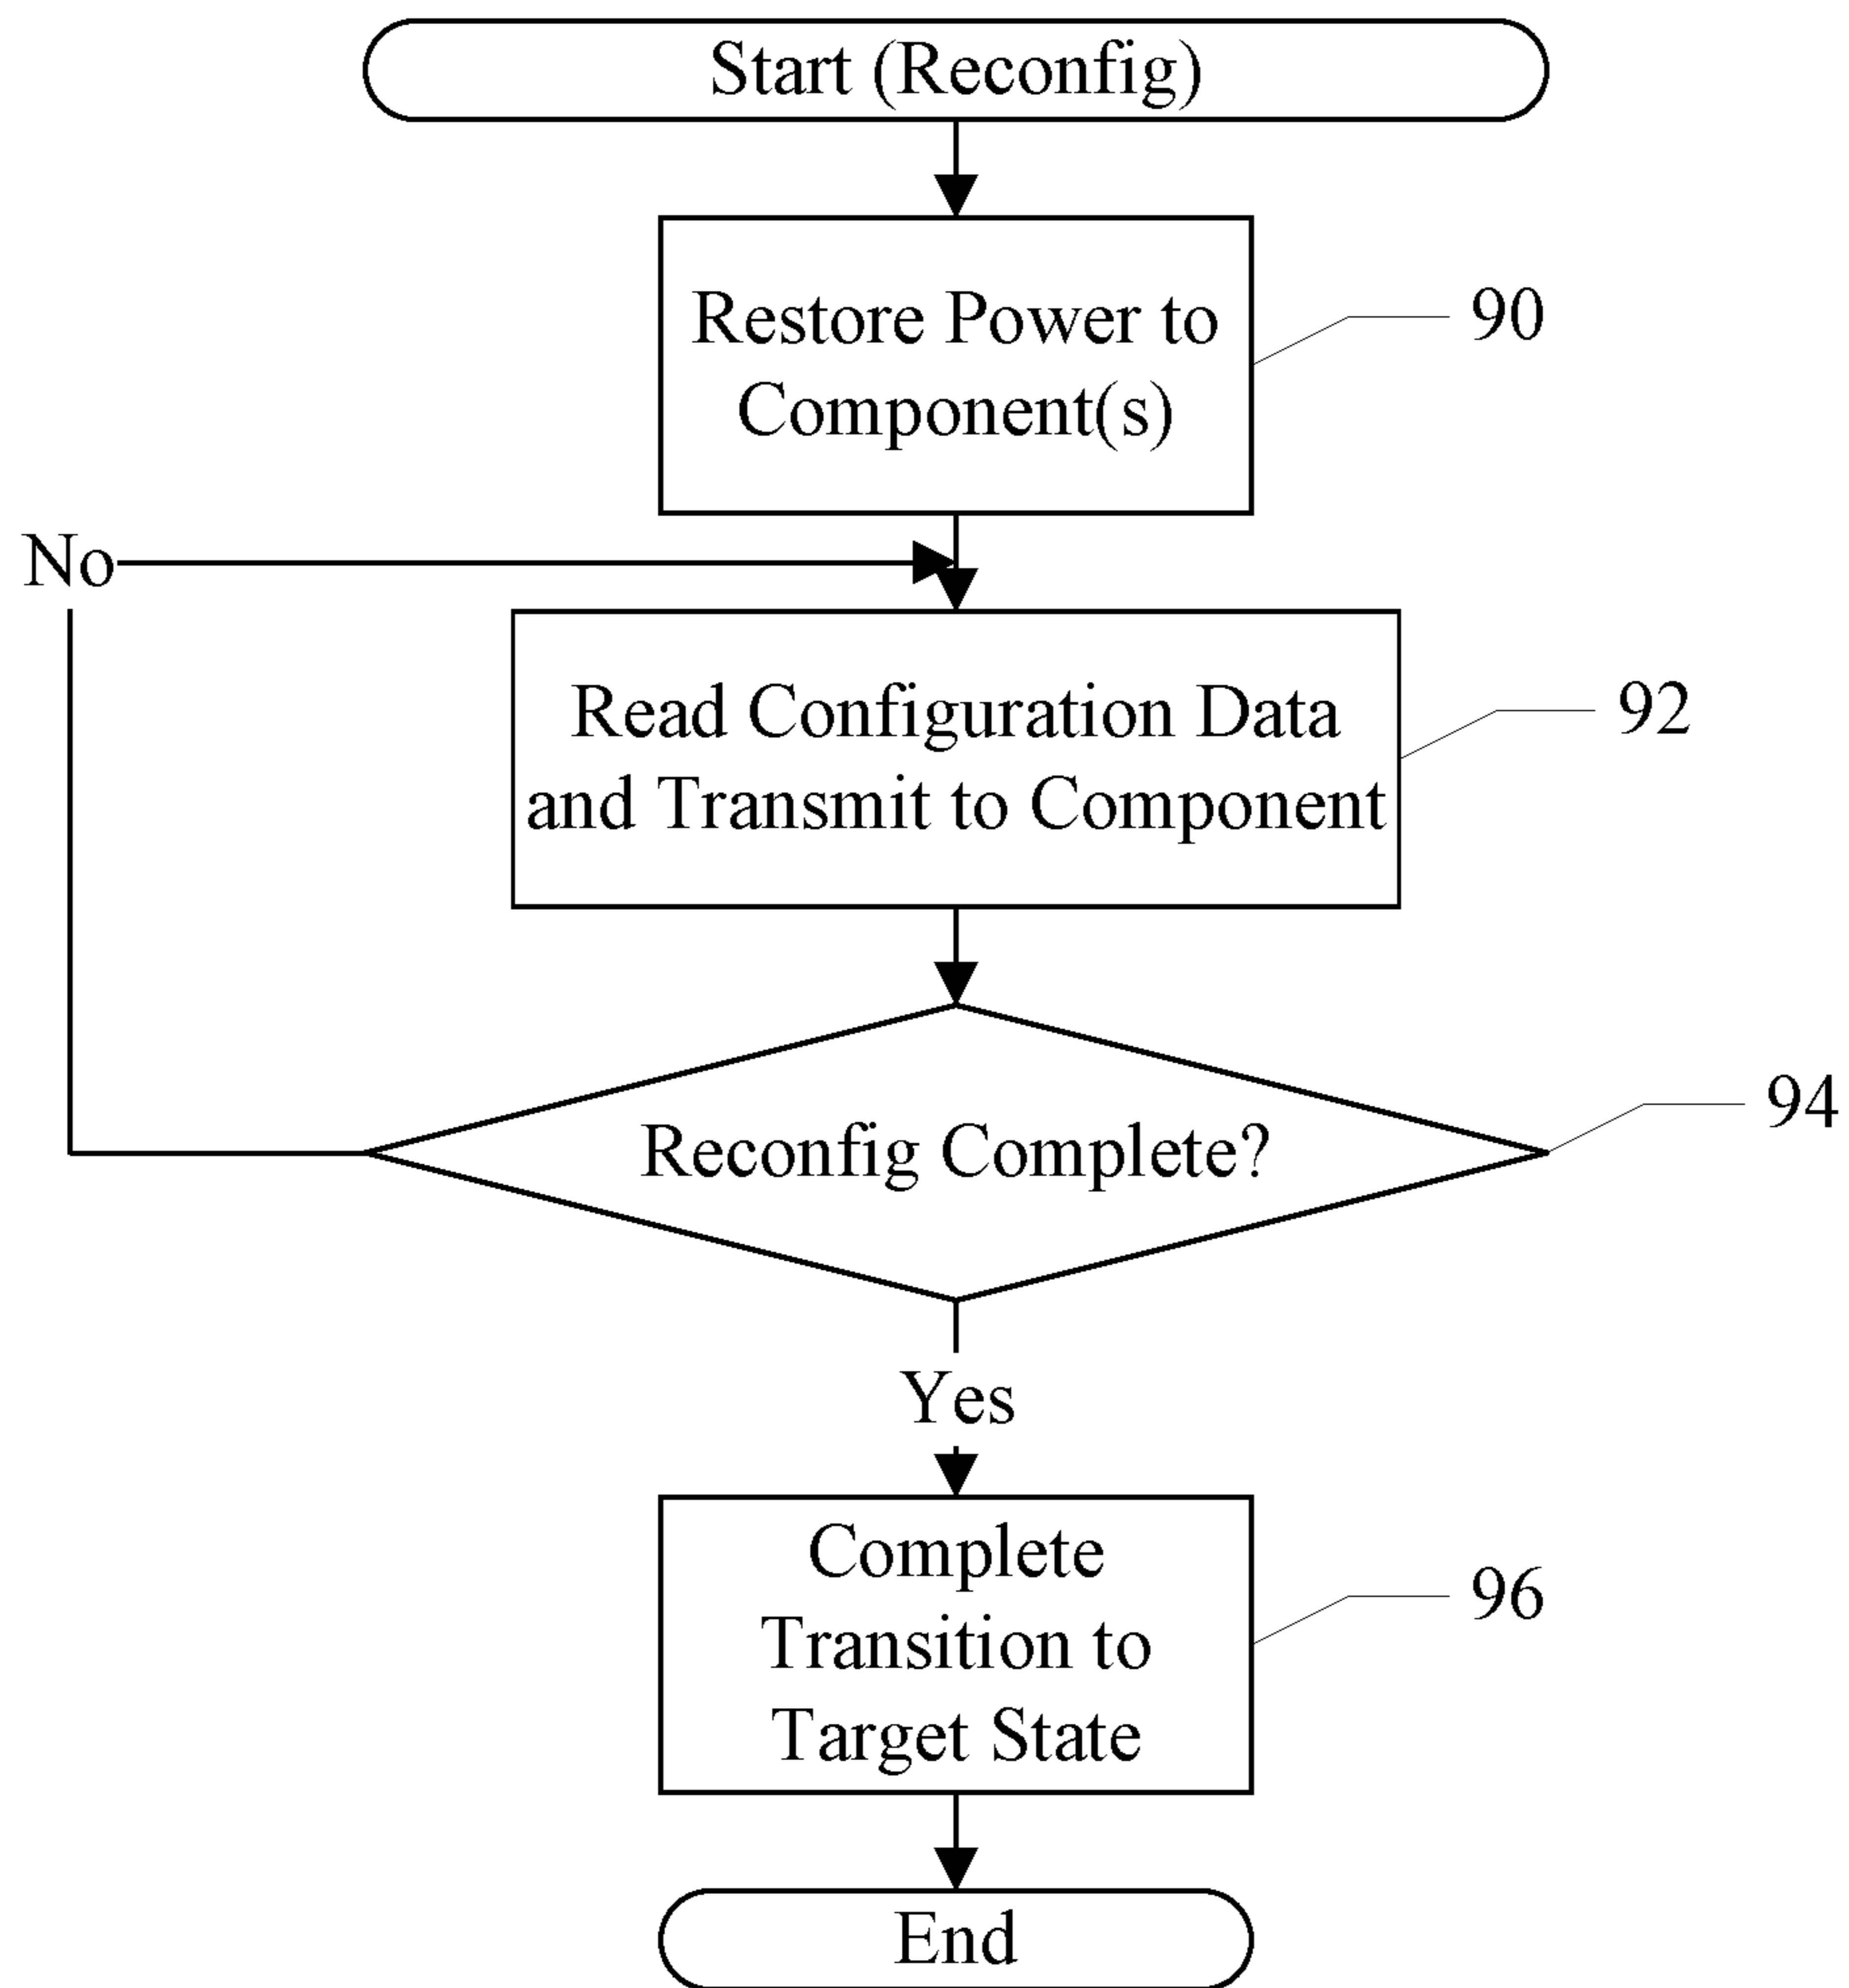 Start (Reconfig)
Restore Power to
Component(s)
90
No
Read Configuration Data
and Transmit to Component
92
Reconfig Complete?
94
Yes
Complete
Transition to
Target State
96
End